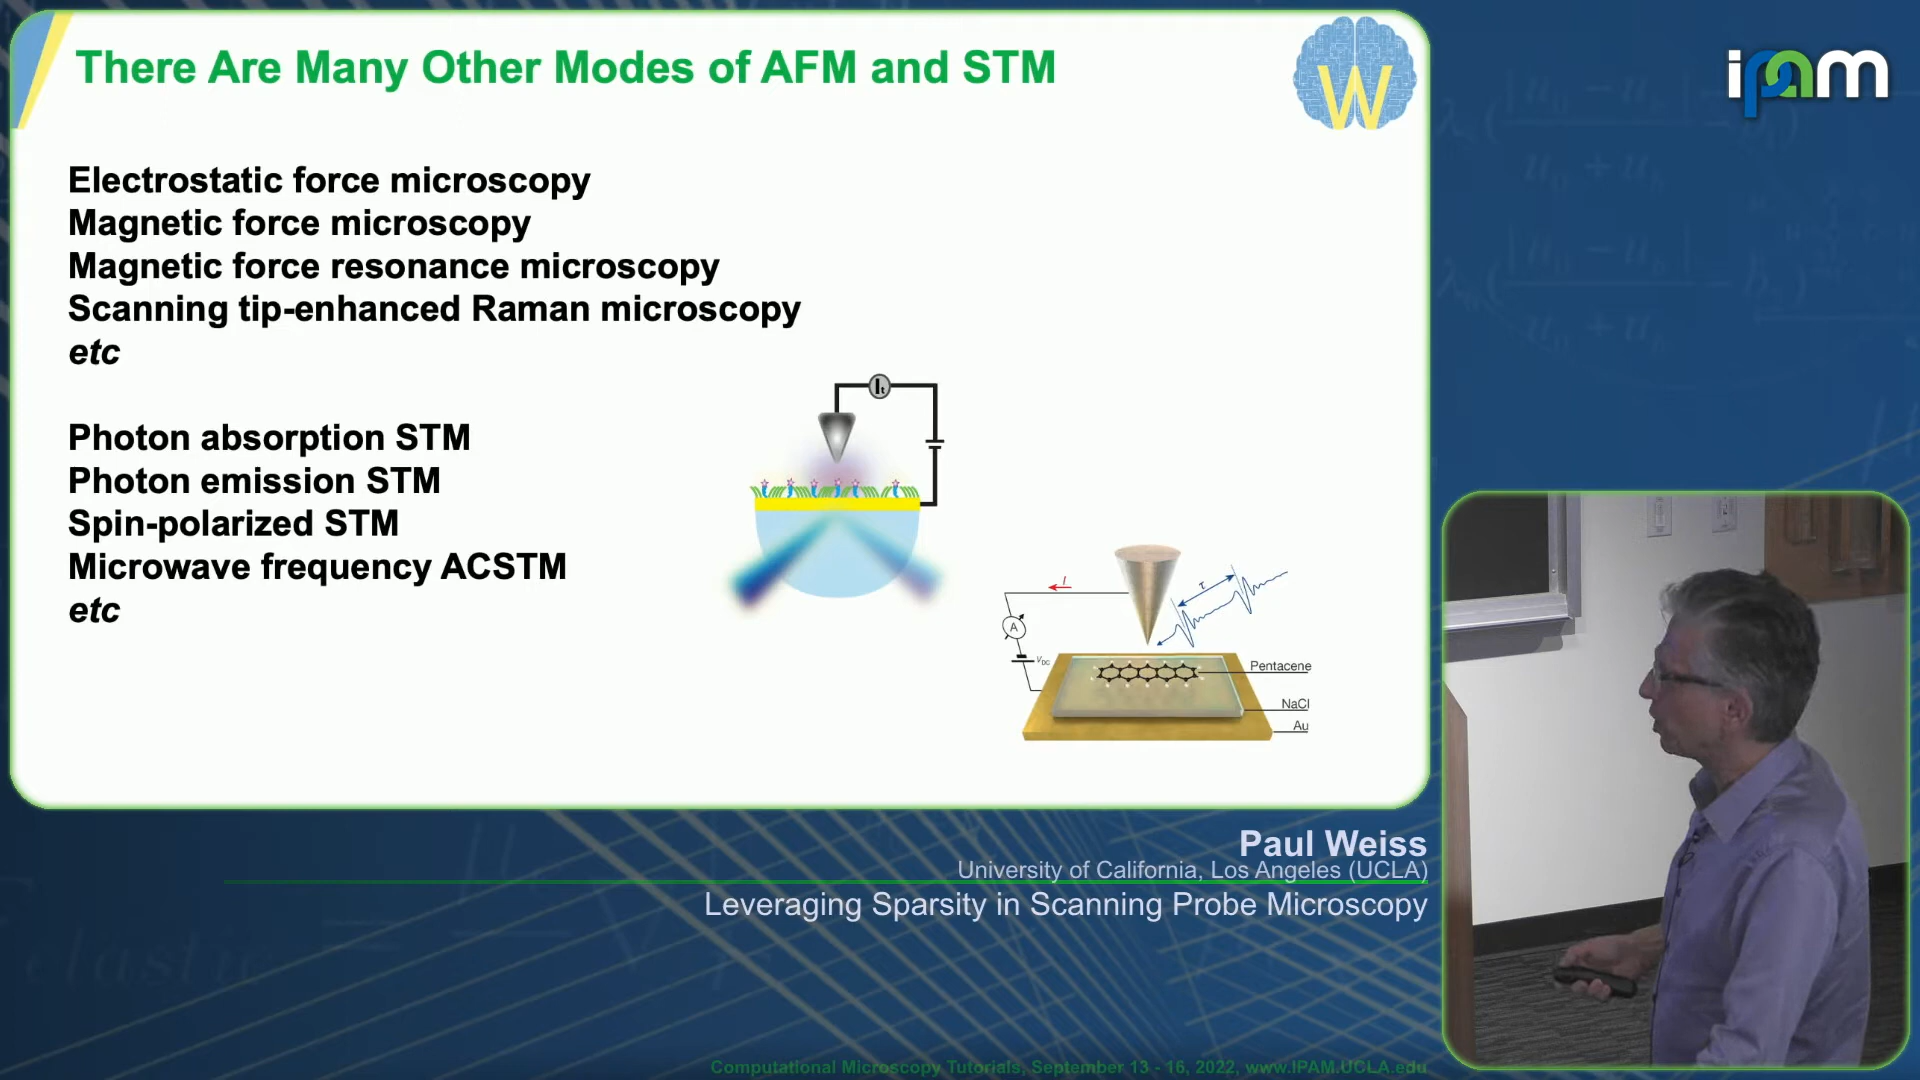 There Are Many Other Modes of AFM and STM
W
ipam
Electrostatic force microscopy
Magnetic force microscopy
Magnetic force resonance microscopy
Scanning tip-enhanced Raman microscopy
etc
Photon absorption STM
Photon emission STM
Spin-polarized STM
Microwave frequency ACSTM
etc
It
I
τ
A
VDC
Pentacene
NaCl
Au
Paul Weiss
University of California, Los Angeles (UCLA)
Leveraging Sparsity in Scanning Probe Microscopy
Computational Microscopy Tutorials, September 13 - 16, 2022, www.IPAM.UCLA.edu